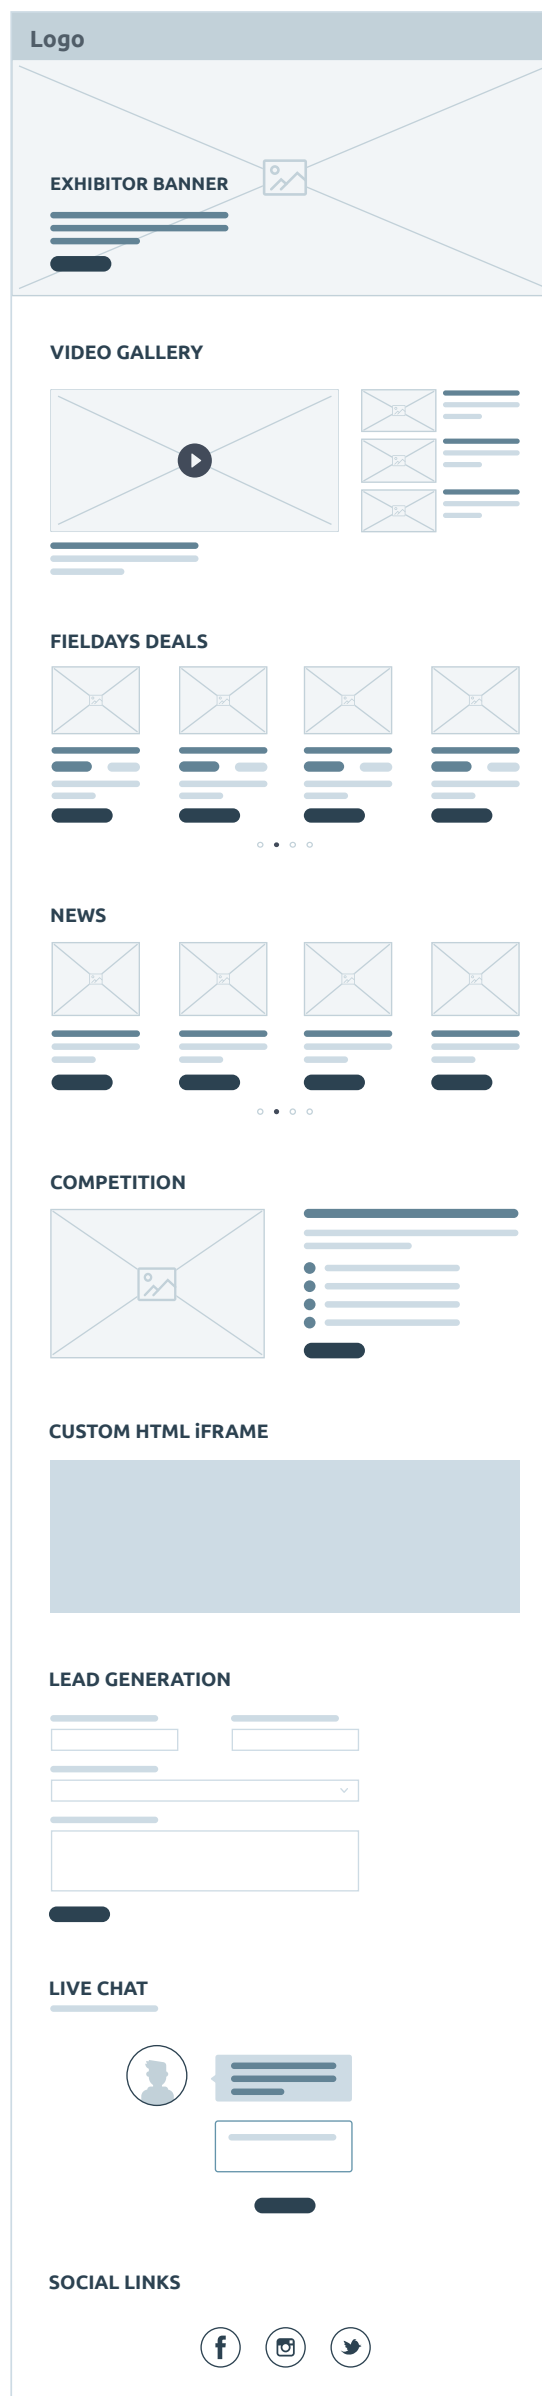 Logo
EXHIBITOR BANNER
VIDEO GALLERY
FIELDAYS DEALS
NEWS
COMPETITION
CUSTOM HTML iFRAME
LEAD GENERATION
LIVE CHAT
SOCIAL LINKS